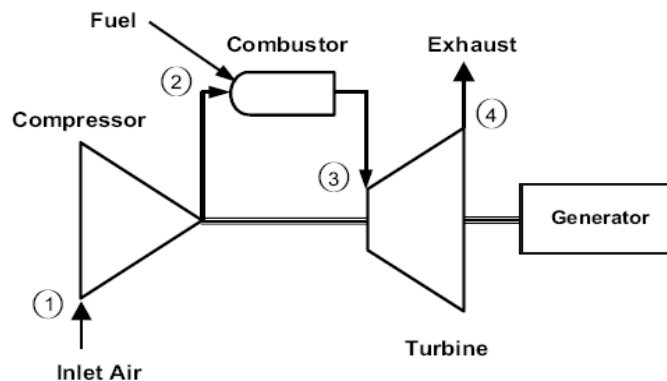 Fuel
Combustor
Exhaust
2
4
Compressor
3
Generator
1
Turbine
Inlet Air